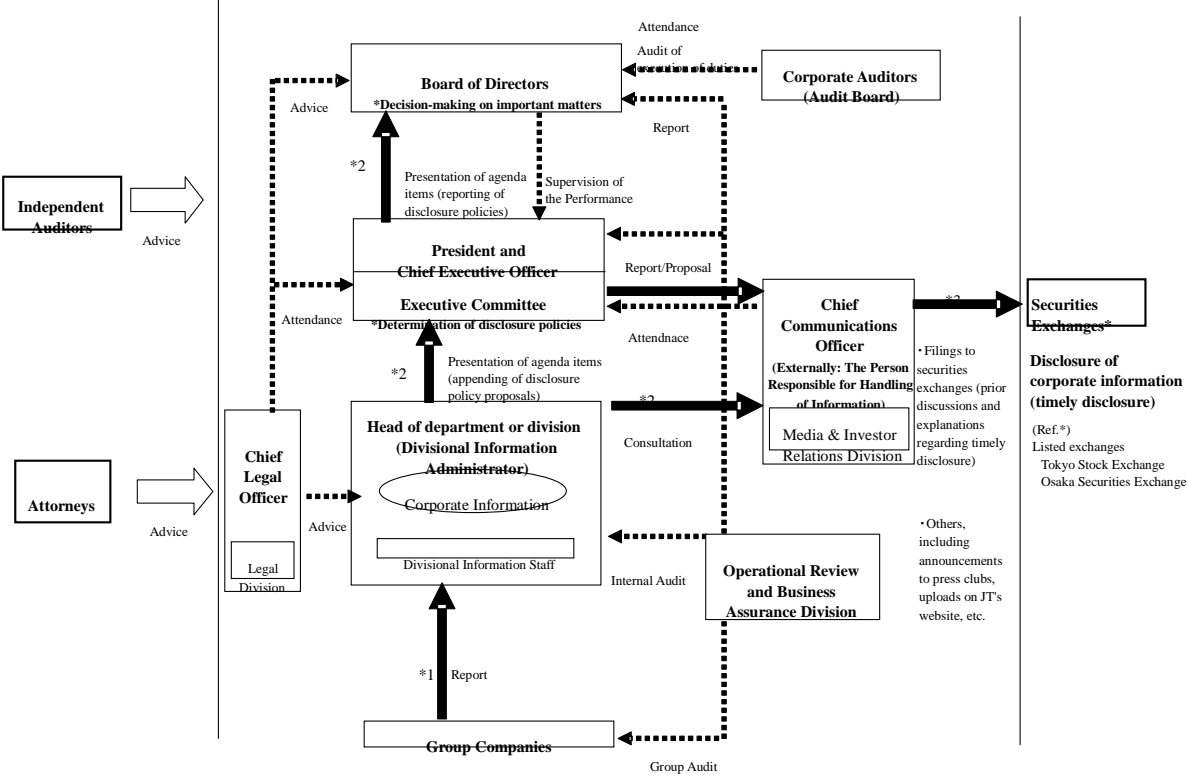 Attendance
Audit of
execution of duties
Board of Directors
*Decision-making on important matters
Corporate Auditors
(Audit Board)
Advice
Report
*2
Presentation of agenda
items (reporting of
disclosure policies)
Supervision of
the Performance
Independent
Auditors
Advice
President and
Chief Executive Officer
Executive Committee
*Determination of disclosure policies
Report/Proposal
Attendance
Attendnace
Chief
Communications
Officer
(Externally: The Person
Responsible for Handling
of Information)
Media & Investor
Relations Division
Securities
Exchanges*
・Filings to
securities
exchanges (prior
discussions and
explanations
regarding timely
disclosure)
Disclosure of
corporate information
(timely disclosure)
(Ref.*)
Listed exchanges
Tokyo Stock Exchange
Osaka Securities Exchange
*2
Presentation of agenda items
(appending of disclosure
policy proposals)
Consultation
Head of department or division
(Divisional Information
Administrator)
Corporate Information
Divisional Information Staff
Chief
Legal
Officer
Legal
Division
Advice
Attorneys
Advice
Internal Audit
Operational Review
and Business
Assurance Division
・Others,
including
announcements
to press clubs,
uploads on JT's
website, etc.
*1
Report
Group Companies
Group Audit